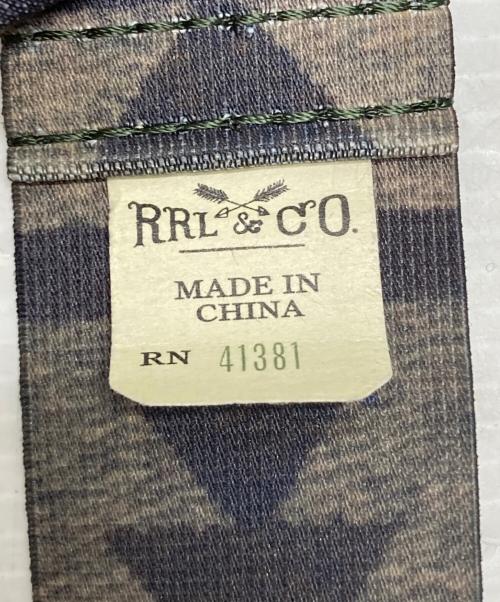 RRL & CO.
MADE IN
CHINA
RN 41381